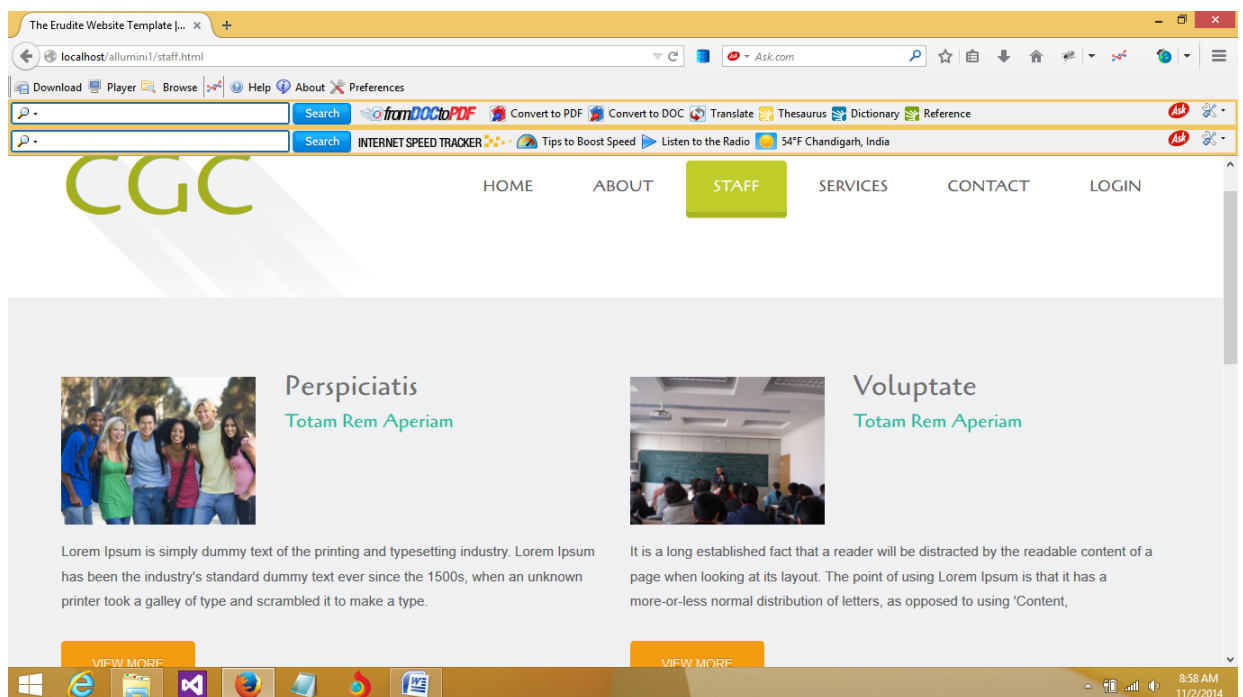 The Erudite Website Template |... × +
localhost/allumini1/staff.html
Ask.com
Download Player Browse Help About Preferences
Search fromDOCtoPDF Convert to PDF Convert to DOC Translate Thesaurus Dictionary Reference Ask
Search INTERNET SPEED TRACKER Tips to Boost Speed Listen to the Radio 54°F Chandigarh, India Ask
CGC
HOME ABOUT STAFF SERVICES CONTACT LOGIN
Perspiciatis
Totam Rem Aperiam
Lorem Ipsum is simply dummy text of the printing and typesetting industry. Lorem Ipsum
has been the industry's standard dummy text ever since the 1500s, when an unknown
printer took a galley of type and scrambled it to make a type.
VIEW MORE
Voluptate
Totam Rem Aperiam
It is a long established fact that a reader will be distracted by the readable content of a
page when looking at its layout. The point of using Lorem Ipsum is that it has a
more-or-less normal distribution of letters, as opposed to using 'Content,
VIEW MORE
8:58 AM
11/2/2014